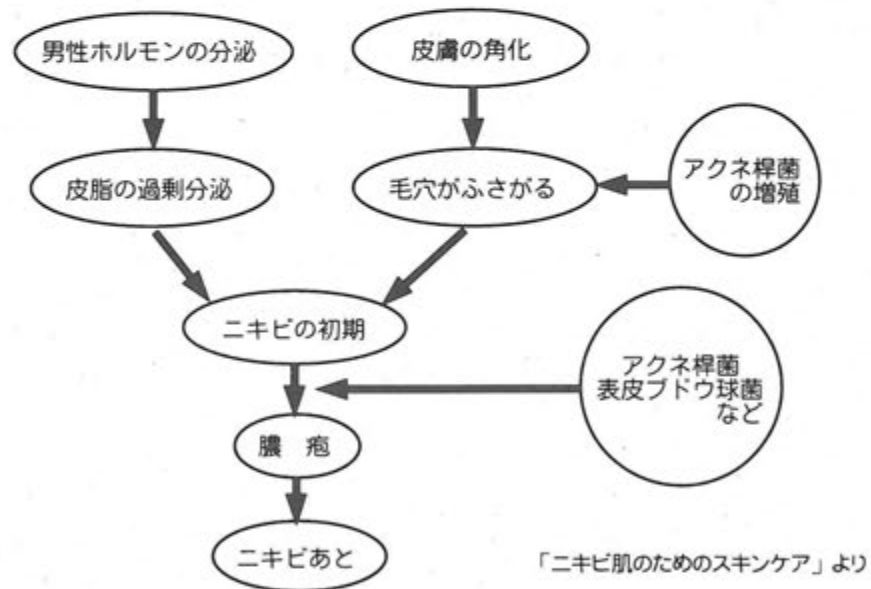 男性ホルモンの分泌
皮膚の角化
皮脂の過剰分泌
毛穴がふさがる
アクネ桿菌
の増殖
ニキビの初期
アクネ桿菌
表皮ブドウ球菌
など
膿 疱
ニキビあと
「ニキビ肌のためのスキンケア」より